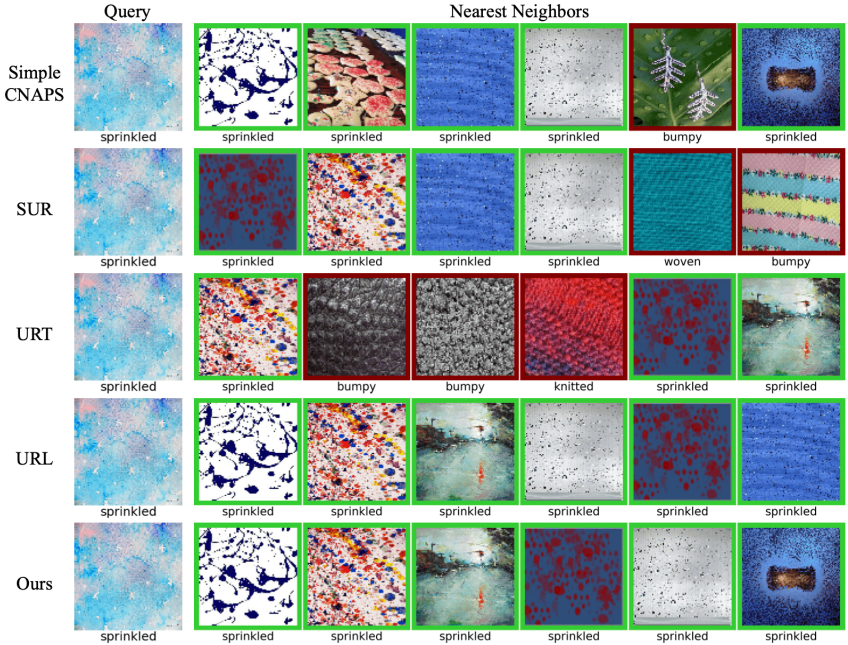 Query Nearest Neighbors
Simple
CNAPS
sprinkled sprinkled sprinkled sprinkled sprinkled bumpy sprinkled
SUR
sprinkled sprinkled sprinkled sprinkled sprinkled woven bumpy
URT
sprinkled sprinkled bumpy bumpy knitted sprinkled sprinkled
URL
sprinkled sprinkled sprinkled sprinkled sprinkled sprinkled sprinkled
Ours
sprinkled sprinkled sprinkled sprinkled sprinkled sprinkled sprinkled